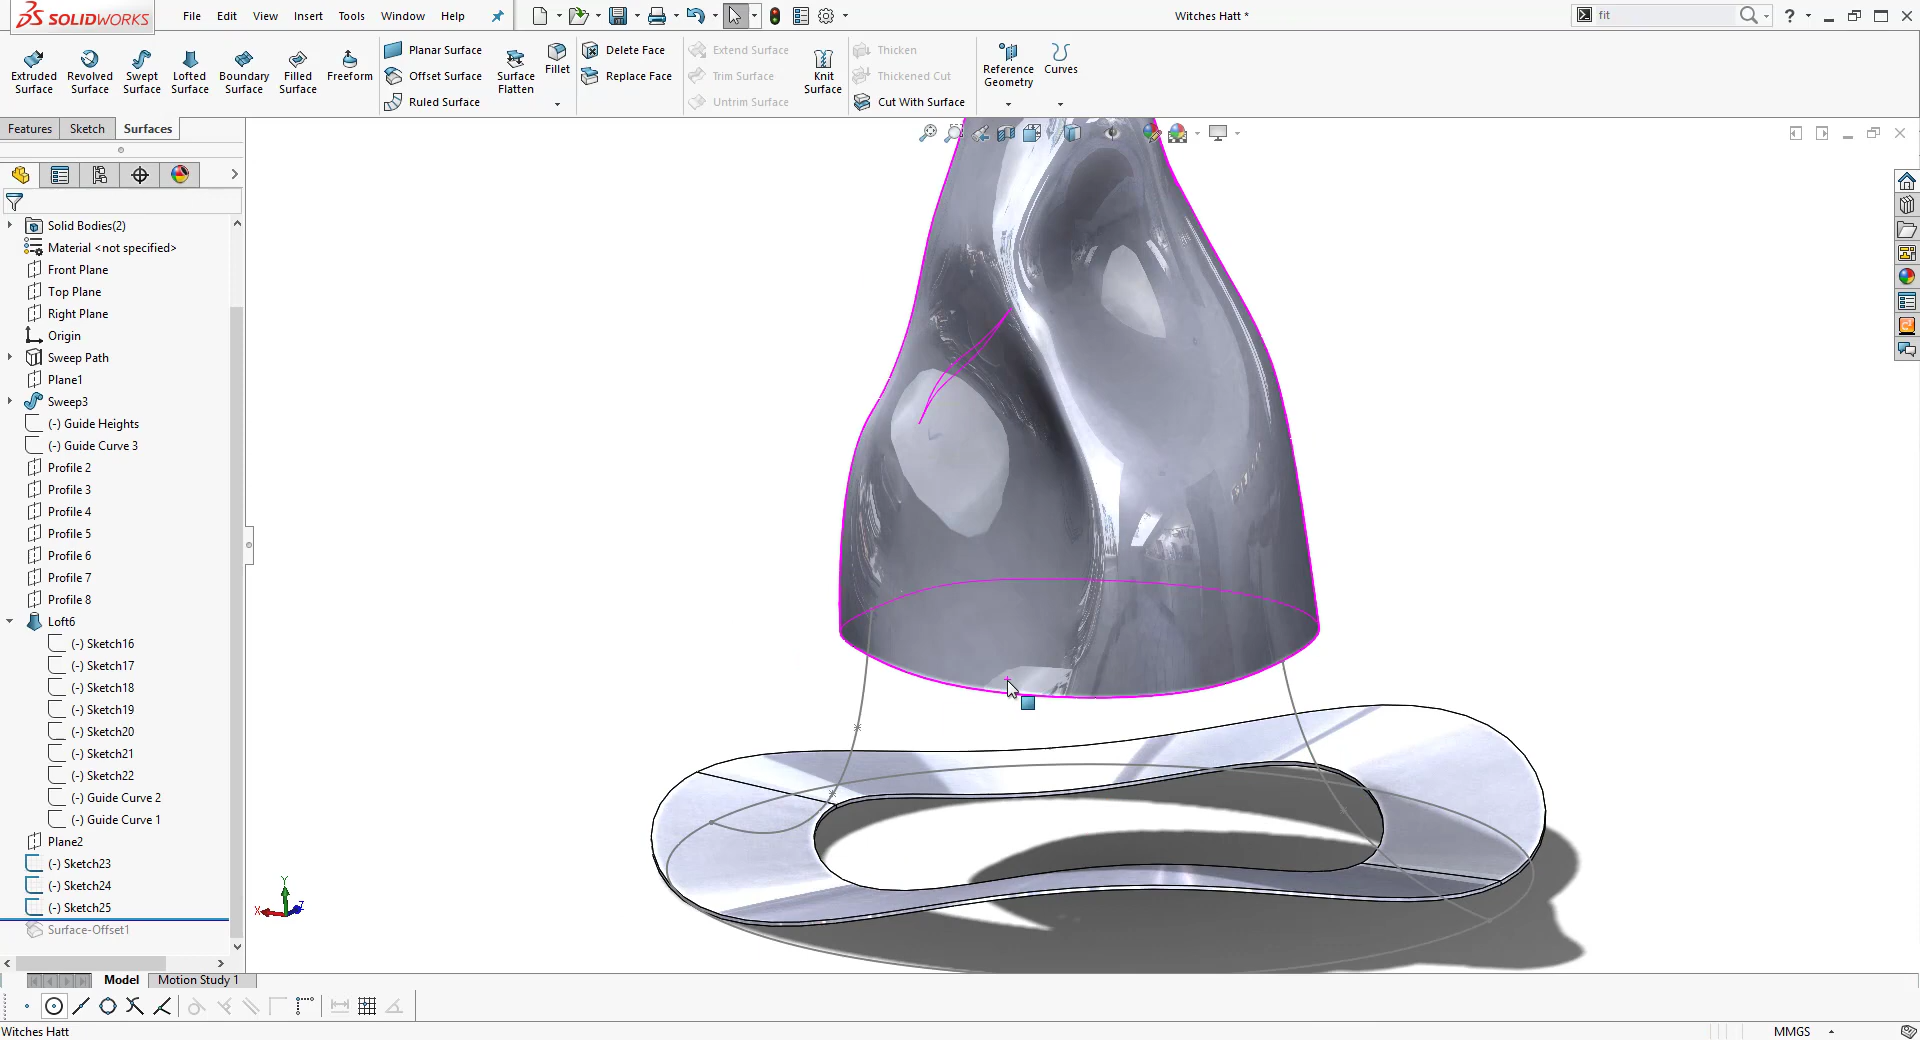 SOLIDWORKS
File Edit View Insert Tools Window Help
Witches Hatt *
fit
Extruded Surface
Revolved Surface
Swept Surface
Lofted Surface
Boundary Surface
Filled Surface
Freeform
Planar Surface
Offset Surface
Ruled Surface
Surface Flatten
Fillet
Delete Face
Replace Face
Extend Surface
Trim Surface
Untrim Surface
Knit Surface
Thicken
Thickened Cut
Cut With Surface
Reference Geometry
Curves
Features Sketch Surfaces
Solid Bodies(2)
Material <not specified>
Front Plane
Top Plane
Right Plane
Origin
Sweep Path
Plane1
Sweep3
(-) Guide Heights
(-) Guide Curve 3
Profile 2
Profile 3
Profile 4
Profile 5
Profile 6
Profile 7
Profile 8
Loft6
(-) Sketch16
(-) Sketch17
(-) Sketch18
(-) Sketch19
(-) Sketch20
(-) Sketch21
(-) Sketch22
(-) Guide Curve 2
(-) Guide Curve 1
Plane2
(-) Sketch23
(-) Sketch24
(-) Sketch25
Surface-Offset1
Y
X
Z
Model Motion Study 1
Witches Hatt
MMGS